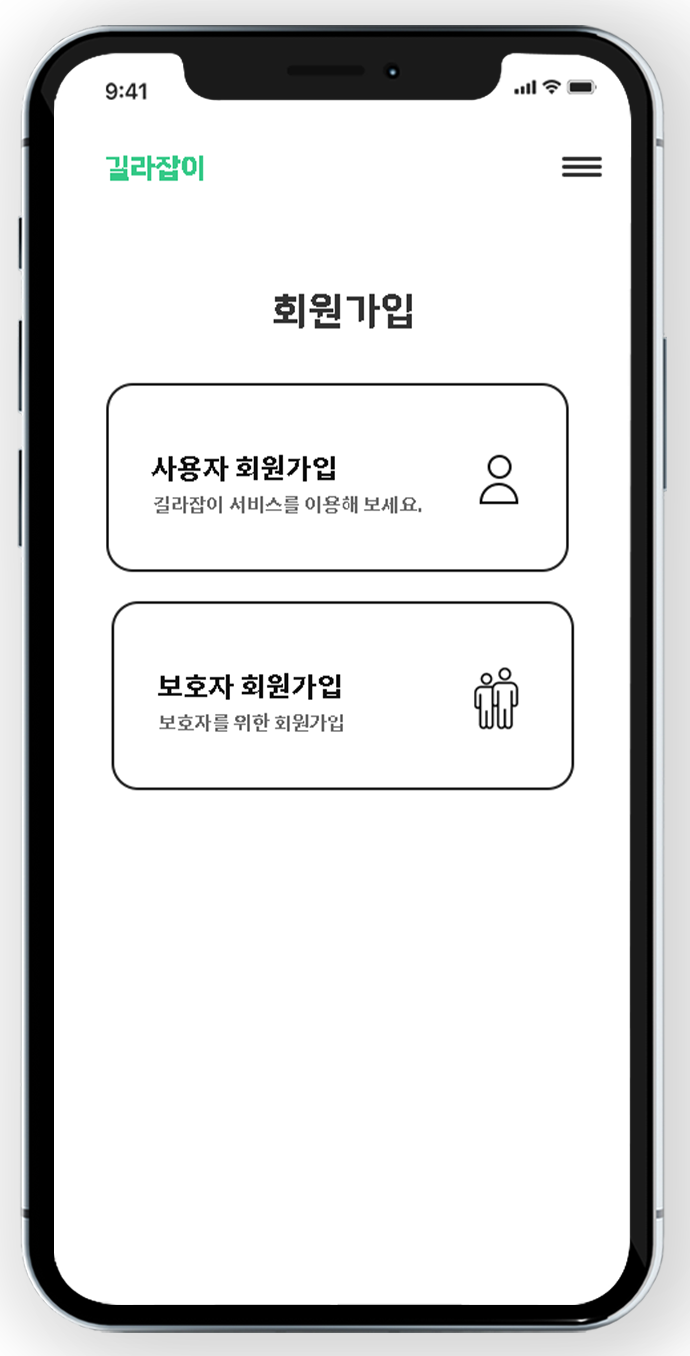 9:41
길라잡이
회원가입
사용자 회원가입
길라잡이 서비스를 이용해 보세요.
보호자 회원가입
보호자를 위한 회원가입